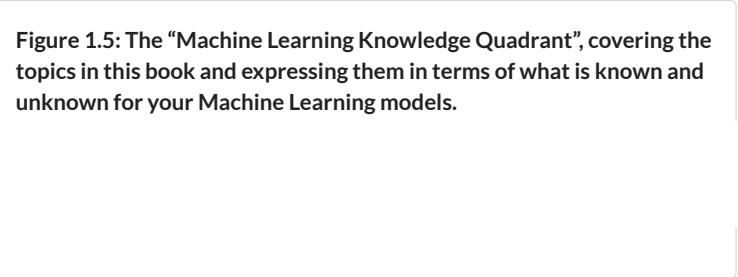 Figure 1.5: The “Machine Learning Knowledge Quadrant”, covering the
topics in this book and expressing them in terms of what is known and
unknown for your Machine Learning models.